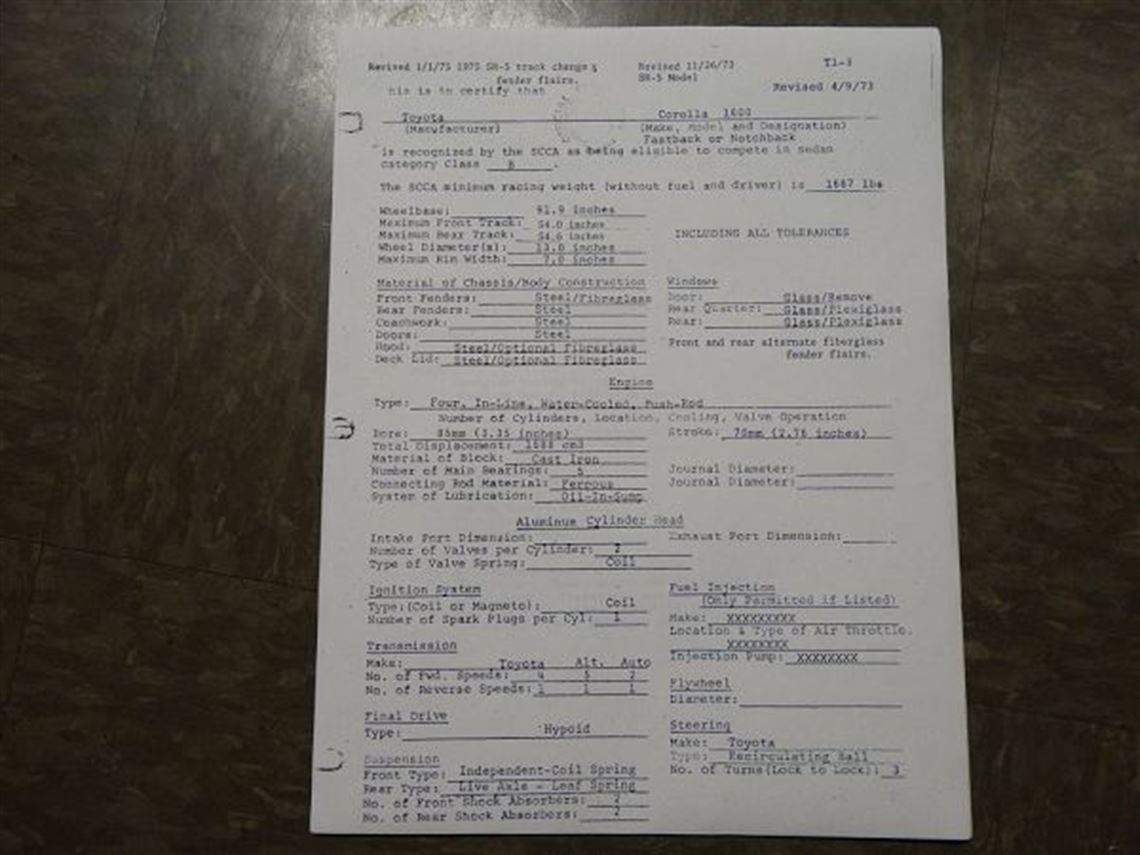 Revised 1/1/75 1975 SR-5 track change &
fender flairs.
Revised 11/26/73
SR-5 Model
T1-3
Revised 4/9/73
his is to certify that
Toyota Corolla 1600
(Manufacturer) (Make, Model and Designation)
Fastback or Notchback
is recognized by the SCCA as being eligible to compete in sedan
category Class B .
The SCCA minimum racing weight (without fuel and driver) is 1667 lbs
Wheelbase: 91.9 inches
Maximum Front Track: 54.0 inches
Maximum Rear Track: 54.6 inches
Wheel Diameter(s): 13.0 inches
Maximum Rim Width: 7.0 inches
INCLUDING ALL TOLERANCES
Material of Chassis/Body Construction
Front Fenders: Steel/Fibreglass
Rear Fenders: Steel
Coachwork: Steel
Doors: Steel
Hood: Steel/Optional Fibreglass
Deck Lid: Steel/Optional Fibreglass
Windows
Door: Glass/Remove
Rear Quarter: Glass/Plexiglass
Rear: Glass/Plexiglass
Front and rear alternate fiberglass
fender flairs.
Engine
Type: Four, In-Line, Water-Cooled, Push-Rod
Number of Cylinders, Location, Cooling, Valve Operation
Bore: 85mm (3.35 inches) Stroke: 70mm (2.76 inches)
Total Displacement: 1588 cm3
Material of Block: Cast Iron
Number of Main Bearings: 5 Journal Diameter:
Connecting Rod Material: Ferrous Journal Diameter:
System of Lubrication: Oil-In-Sump
Aluminum Cylinder Head
Intake Port Dimension: Exhaust Port Dimension:
Number of Valves per Cylinder: 2
Type of Valve Spring: Coil
Ignition System
Type:(Coil or Magneto): Coil
Number of Spark Plugs per Cyl: 1
Fuel Injection
(Only Permitted if Listed)
Make: XXXXXXXXX
Location & Type of Air Throttle.
XXXXXXXX
Injection Pump: XXXXXXXX
Transmission
Make: Toyota Alt. Auto
No. of Fwd. Speeds: 4 5 2
No. of Reverse Speeds: 1 1 1
Flywheel
Diameter:
Final Drive
Type: Hypoid
Steering
Make: Toyota
Type: Recirculating Ball
No. of Turns(Lock to Lock): 3
Suspension
Front Type: Independent-Coil Spring
Rear Type: Live Axle - Leaf Spring
No. of Front Shock Absorbers: 2
No. of Rear Shock Absorbers: 2